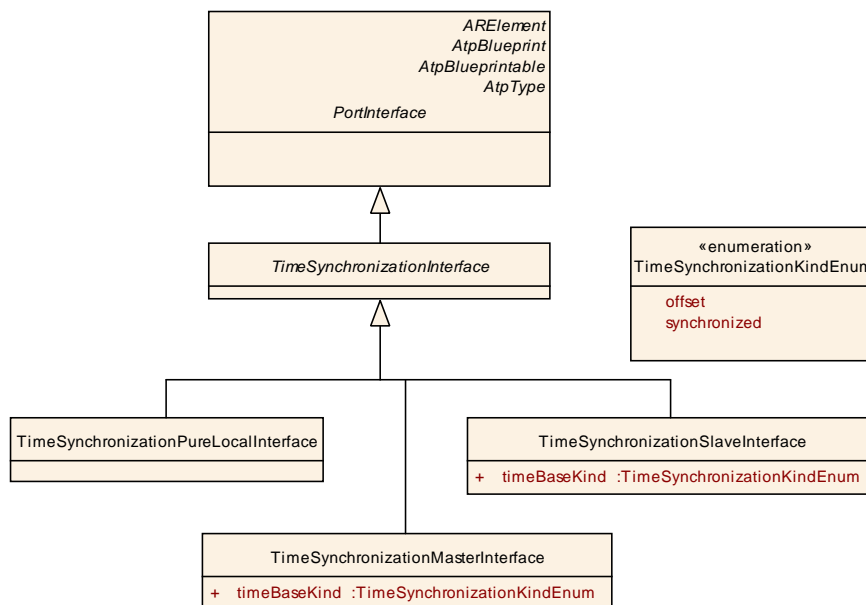 ARElement
AtpBlueprint
AtpBlueprintable
AtpType
PortInterface
TimeSynchronizationInterface
«enumeration»
TimeSynchronizationKindEnum
offset
synchronized
TimeSynchronizationPureLocalInterface
TimeSynchronizationSlaveInterface
+ timeBaseKind :TimeSynchronizationKindEnum
TimeSynchronizationMasterInterface
+ timeBaseKind :TimeSynchronizationKindEnum